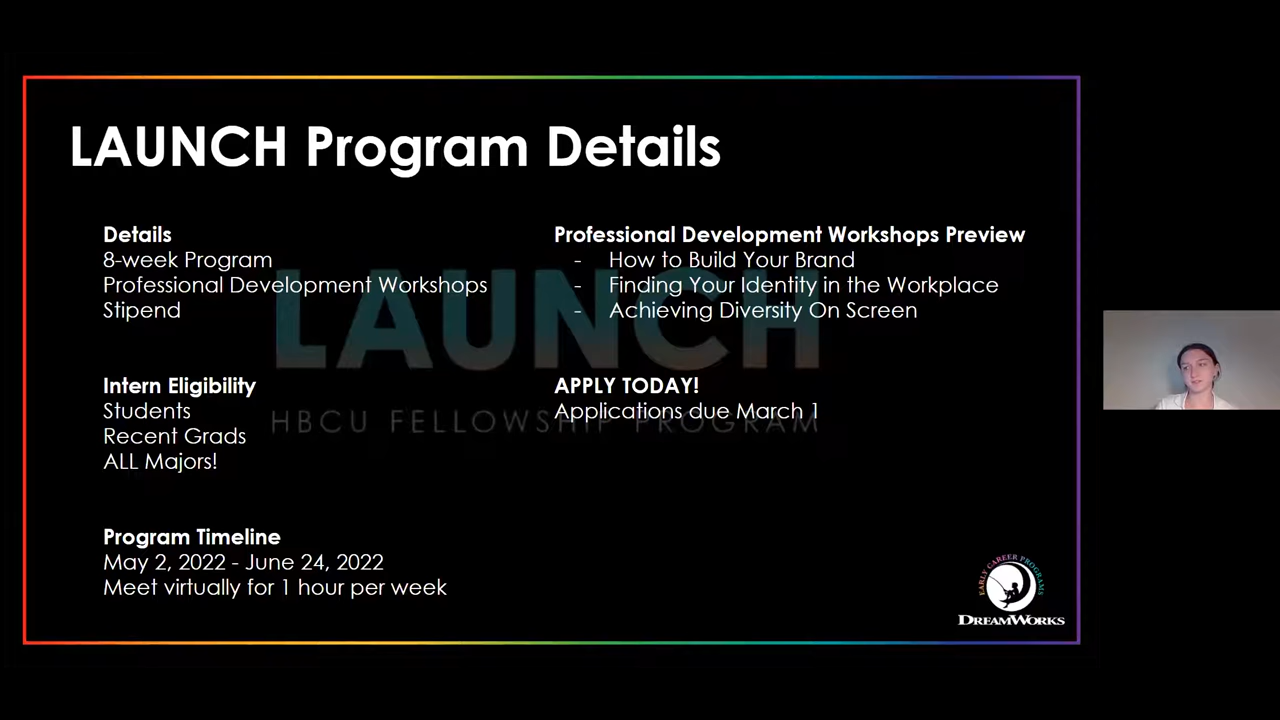 LAUNCH Program Details
Details
8-week Program
Professional Development Workshops
Stipend
Intern Eligibility
Students
Recent Grads
ALL Majors!
Program Timeline
May 2, 2022 - June 24, 2022
Meet virtually for 1 hour per week
Professional Development Workshops Preview
- How to Build Your Brand
- Finding Your Identity in the Workplace
- Achieving Diversity On Screen
APPLY TODAY!
Applications due March 1
LAUNCH
HBCU FELLOWSHIP PROGRAM
EARLY CAREER PROGRAMS
DREAMWORKS